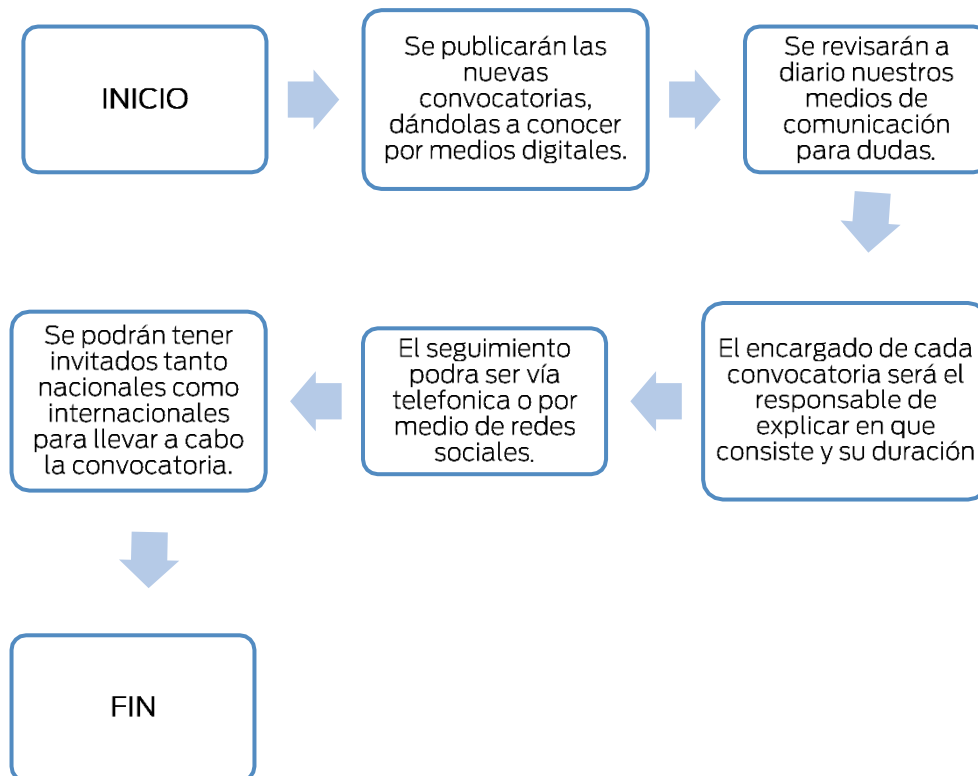 INICIO
Se publicarán las
nuevas
convocatorias,
dándolas a conocer
por medios digitales.
Se revisarán a
diario nuestros
medios de
comunicación
para dudas.
El encargado de cada
convocatoria será el
responsable de
explicar en que
consiste y su duración
El seguimiento
podra ser vía
telefonica o por
medio de redes
sociales.
Se podrán tener
invitados tanto
nacionales como
internacionales
para llevar a cabo
la convocatoria.
FIN